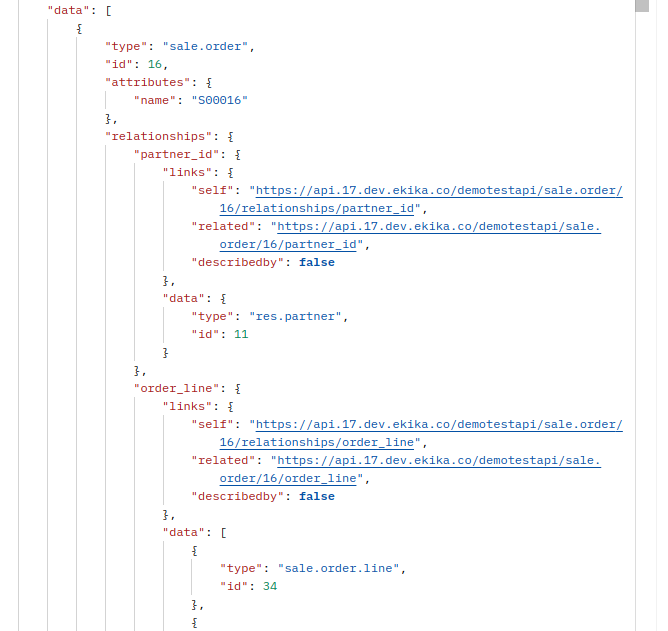 "data": [
{
"type": "sale.order",
"id": 16,
"attributes": {
"name": "S00016"
},
"relationships": {
"partner_id": {
"links": {
"self": "https://api.17.dev.ekika.co/demotestapi/sale.order/
16/relationships/partner_id",
"related": "https://api.17.dev.ekika.co/demotestapi/sale.
order/16/partner_id",
"describedby": false
},
"data": {
"type": "res.partner",
"id": 11
}
},
"order_line": {
"links": {
"self": "https://api.17.dev.ekika.co/demotestapi/sale.order/
16/relationships/order_line",
"related": "https://api.17.dev.ekika.co/demotestapi/sale.
order/16/order_line",
"describedby": false
},
"data": [
{
"type": "sale.order.line",
"id": 34
},
{